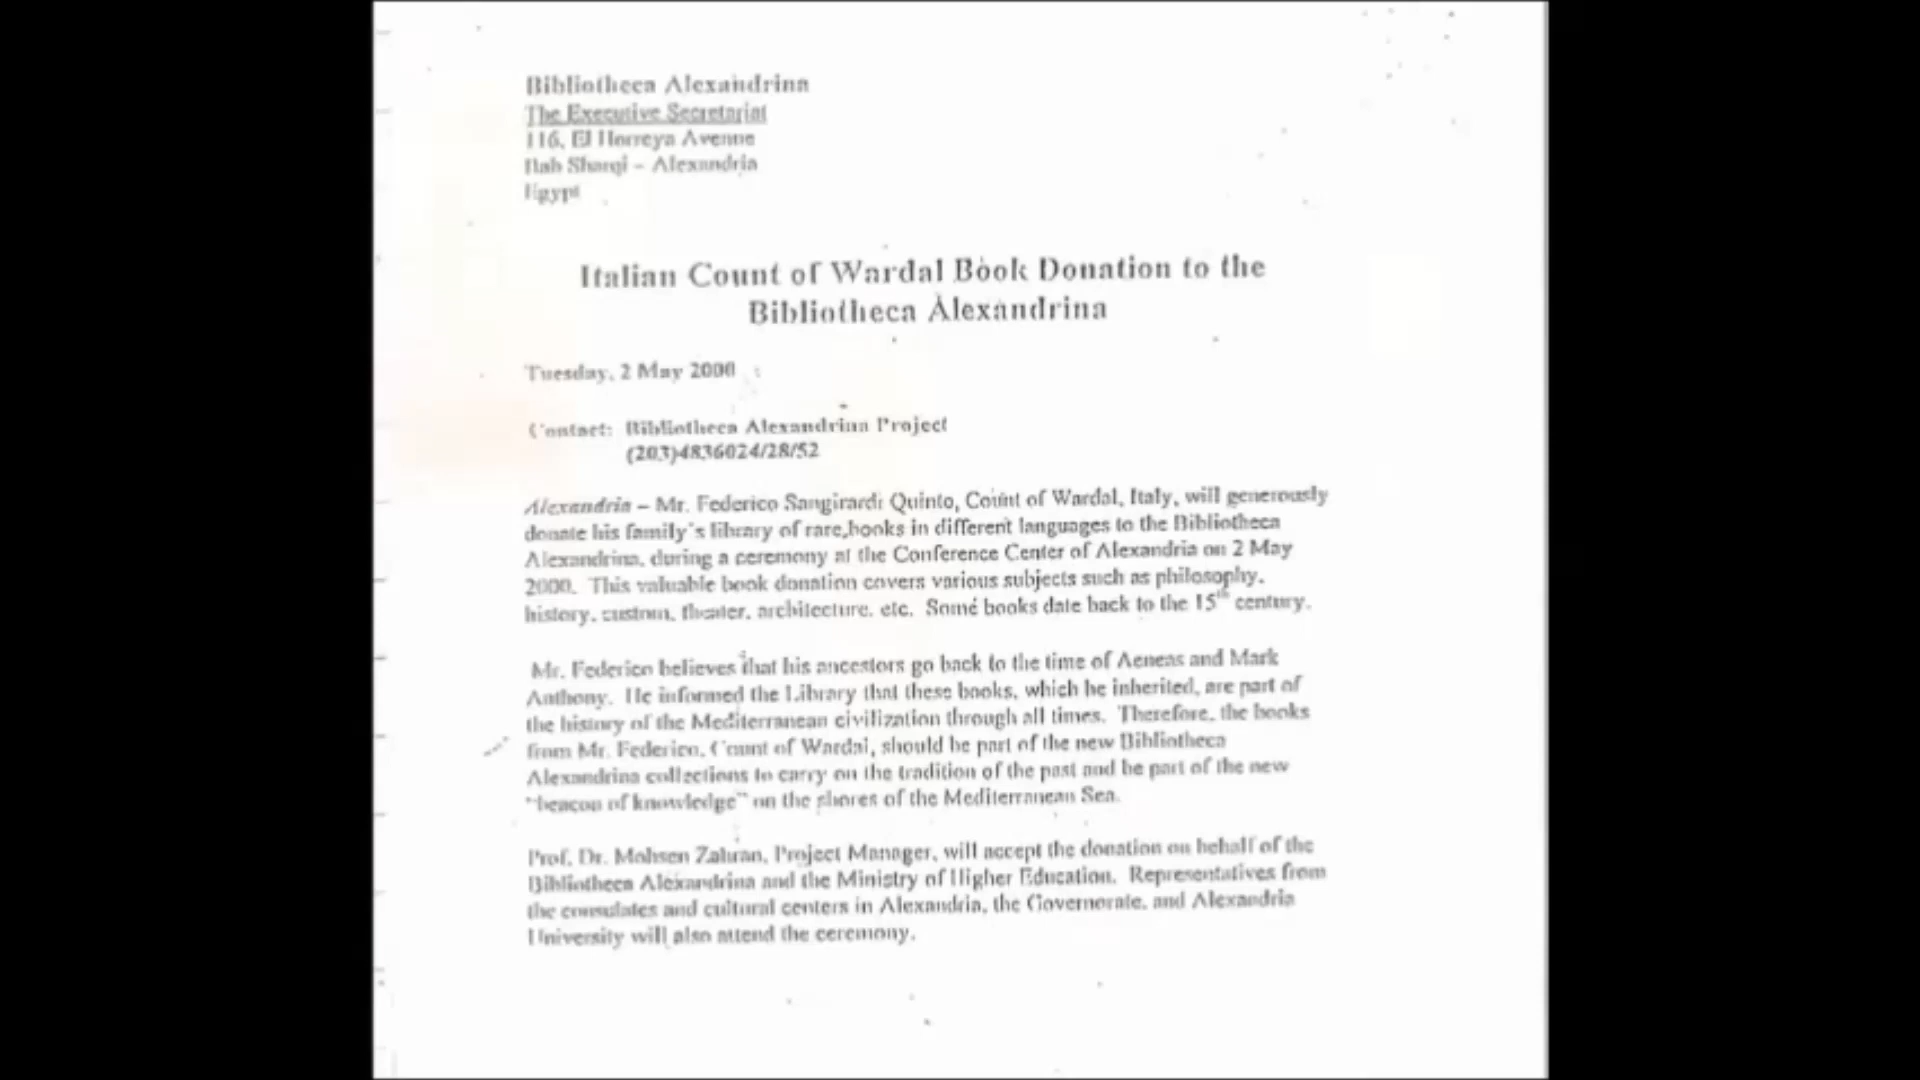 Bibliotheca Alexandrina
The Executive Secretariat
116, El Horreya Avenue
Bab Sharqi – Alexandria
Egypt
Italian Count of Wardal Book Donation to the
Bibliotheca Alexandrina
Tuesday, 2 May 2000
Contact: Bibliotheca Alexandrina Project
(203)4836024/28/52
Alexandria – Mr. Federico Sangirardi Quinto, Count of Wardal, Italy, will generously
donate his family's library of rare books in different languages to the Bibliotheca
Alexandrina, during a ceremony at the Conference Center of Alexandria on 2 May
2000. This valuable book donation covers various subjects such as philosophy,
history, custom, theater, architecture, etc. Some books date back to the 15th century.
Mr. Federico believes that his ancestors go back to the time of Aeneas and Mark
Anthony. He informed the Library that these books, which he inherited, are part of
the history of the Mediterranean civilization through all times. Therefore, the books
from Mr. Federico, Count of Wardal, should be part of the new Bibliotheca
Alexandrina collections to carry on the tradition of the past and be part of the new
"beacon of knowledge" on the shores of the Mediterranean Sea.
Prof. Dr. Mohsen Zahran, Project Manager, will accept the donation on behalf of the
Bibliotheca Alexandrina and the Ministry of Higher Education. Representatives from
the consulates and cultural centers in Alexandria, the Governorate, and Alexandria
University will also attend the ceremony.